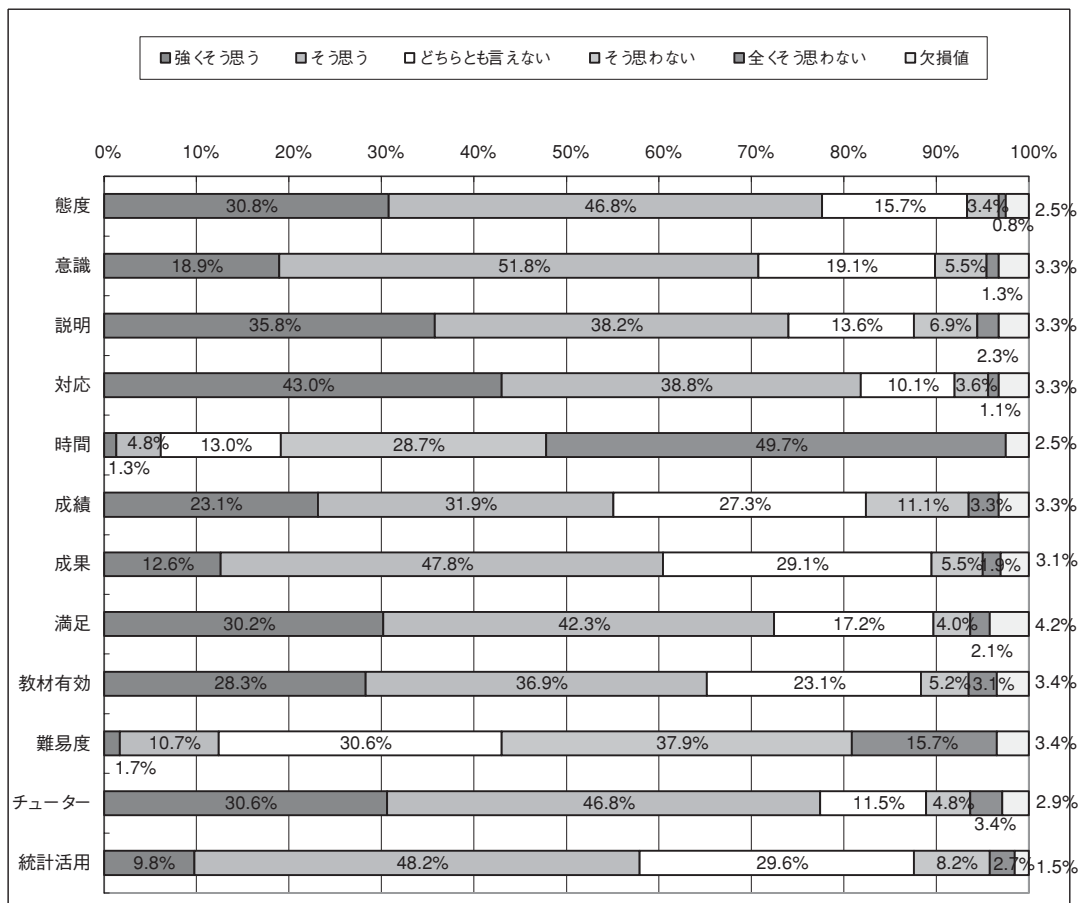 ■強くそう思う ■そう思う □どちらとも言えない □そう思わない ■全くそう思わない □欠損値
0% 10% 20% 30% 40% 50% 60% 70% 80% 90% 100%
態度 30.8% 46.8% 15.7% 3.4% 0.8% 2.5%
意識 18.9% 51.8% 19.1% 5.5% 1.3% 3.3%
説明 35.8% 38.2% 13.6% 6.9% 2.3% 3.3%
対応 43.0% 38.8% 10.1% 3.6% 1.1% 3.3%
時間 1.3% 4.8% 13.0% 28.7% 49.7% 2.5%
成績 23.1% 31.9% 27.3% 11.1% 3.3% 3.3%
成果 12.6% 47.8% 29.1% 5.5% 1.9% 3.1%
満足 30.2% 42.3% 17.2% 4.0% 2.1% 4.2%
教材有効 28.3% 36.9% 23.1% 5.2% 3.1% 3.4%
難易度 1.7% 10.7% 30.6% 37.9% 15.7% 3.4%
チューター 30.6% 46.8% 11.5% 4.8% 3.4% 2.9%
統計活用 9.8% 48.2% 29.6% 8.2% 2.7% 1.5%